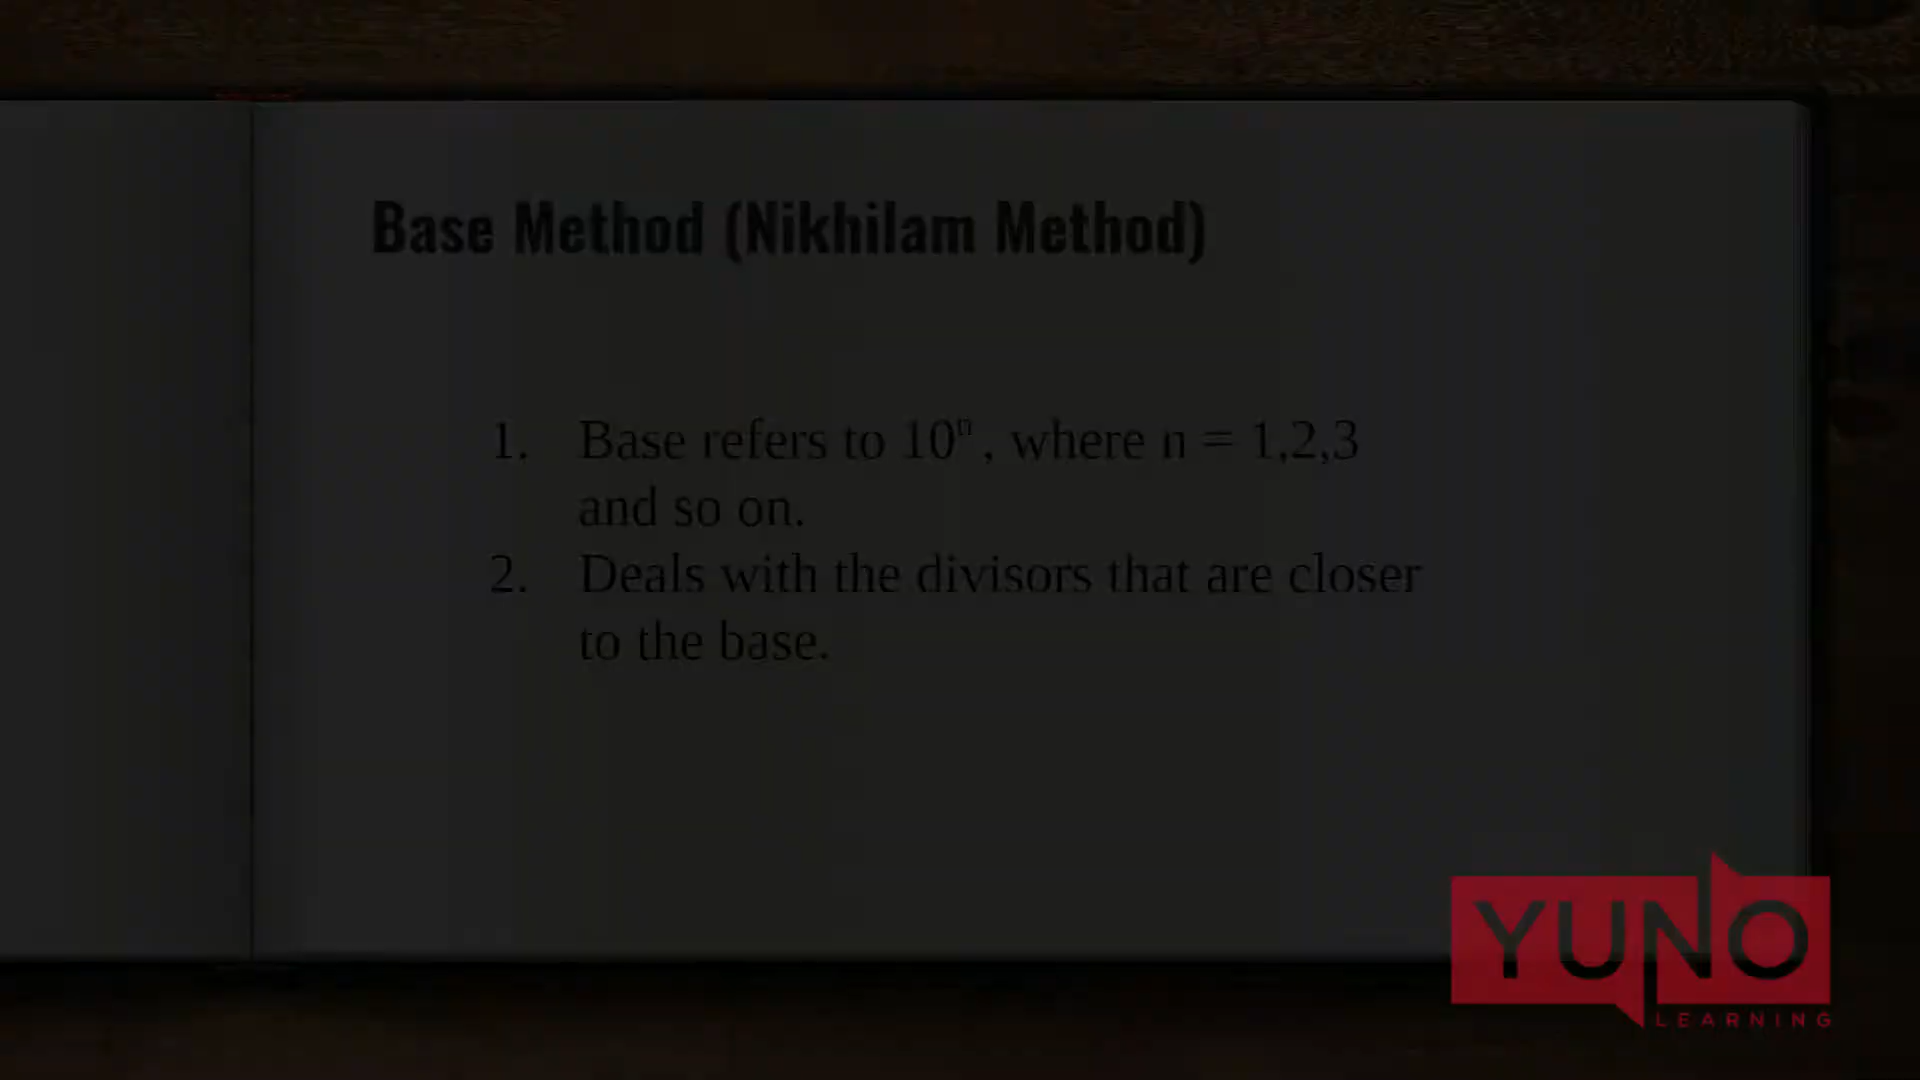 Base Method (Nikhilam Method)
1. Base refers to 10ⁿ , where n = 1,2,3
and so on.
2. Deals with the divisors that are closer
to the base.
YUNO
LEARNING